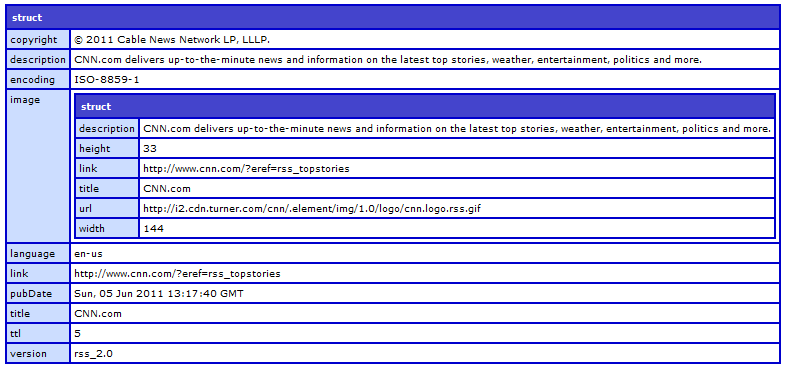 struct
copyright © 2011 Cable News Network LP, LLLP.
description CNN.com delivers up-to-the-minute news and information on the latest top stories, weather, entertainment, politics and more.
encoding ISO-8859-1
image
struct
description CNN.com delivers up-to-the-minute news and information on the latest top stories, weather, entertainment, politics and more.
height 33
link http://www.cnn.com/?eref=rss_topstories
title CNN.com
url http://i2.cdn.turner.com/cnn/.element/img/1.0/logo/cnn.logo.rss.gif
width 144
language en-us
link http://www.cnn.com/?eref=rss_topstories
pubDate Sun, 05 Jun 2011 13:17:40 GMT
title CNN.com
ttl 5
version rss_2.0